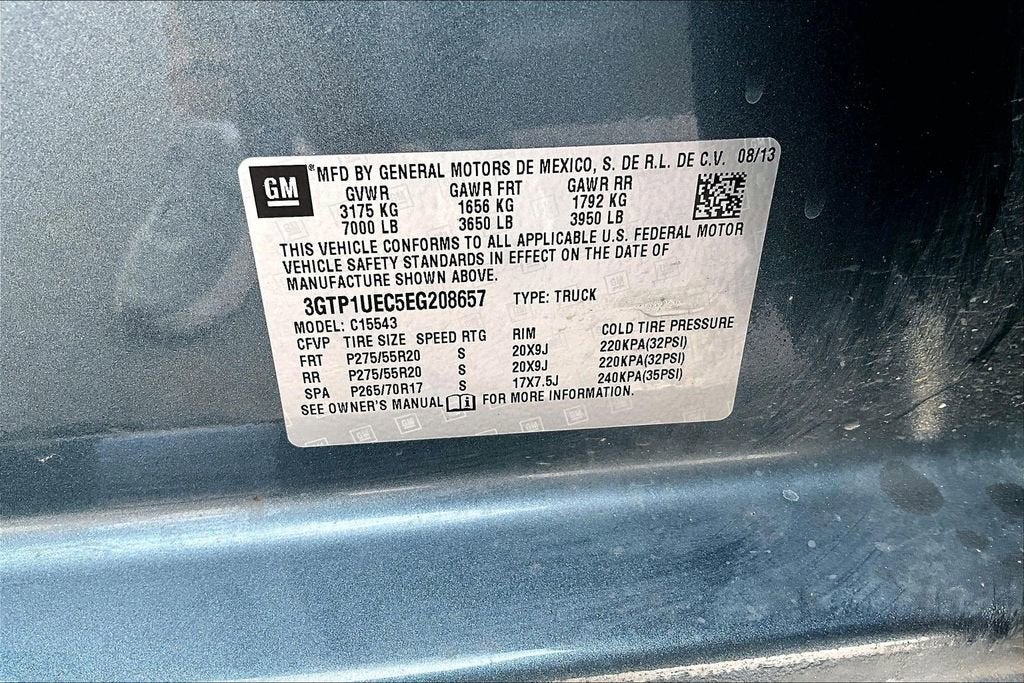 GM ® MFD BY GENERAL MOTORS DE MEXICO, S. DE R.L. DE C.V. 08/13
GVWR GAWR FRT GAWR RR
3175 KG 1656 KG 1792 KG
7000 LB 3650 LB 3950 LB
THIS VEHICLE CONFORMS TO ALL APPLICABLE U.S. FEDERAL MOTOR
VEHICLE SAFETY STANDARDS IN EFFECT ON THE DATE OF
MANUFACTURE SHOWN ABOVE.
3GTP1UEC5EG208657 TYPE: TRUCK
MODEL: C15543
CFVP TIRE SIZE SPEED RTG RIM COLD TIRE PRESSURE
FRT P275/55R20 S 20X9J 220KPA(32PSI)
RR P275/55R20 S 20X9J 220KPA(32PSI)
SPA P265/70R17 S 17X7.5J 240KPA(35PSI)
SEE OWNER'S MANUAL FOR MORE INFORMATION.